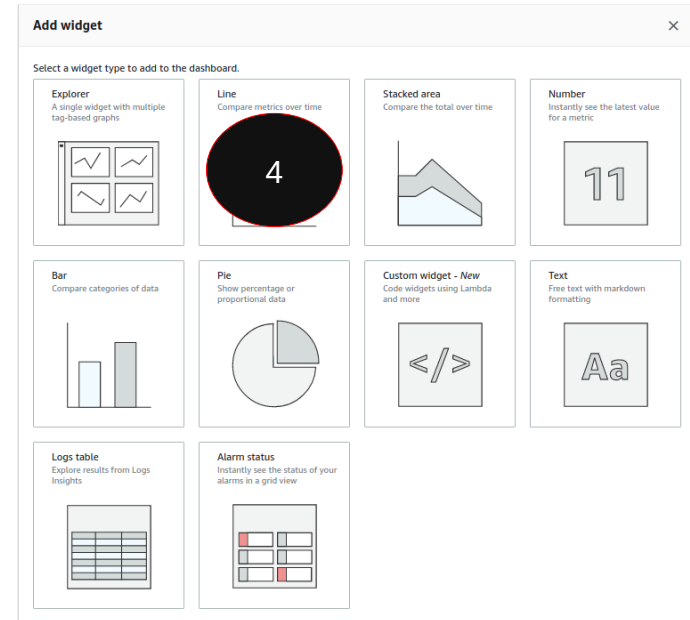 Add widget
Select a widget type to add to the dashboard.
Explorer
A single widget with multiple
tag-based graphs
Line
Compare metrics over time
4
Stacked area
Compare the total over time
Number
Instantly see the latest value
for a metric
11
Bar
Compare categories of data
Pie
Show percentage or
proportional data
Custom widget - New
Code widgets using Lambda
and more
</>
Text
Free text with markdown
formatting
Aa
Logs table
Explore results from Logs
Insights
Alarm status
Instantly see the status of your
alarms in a grid view